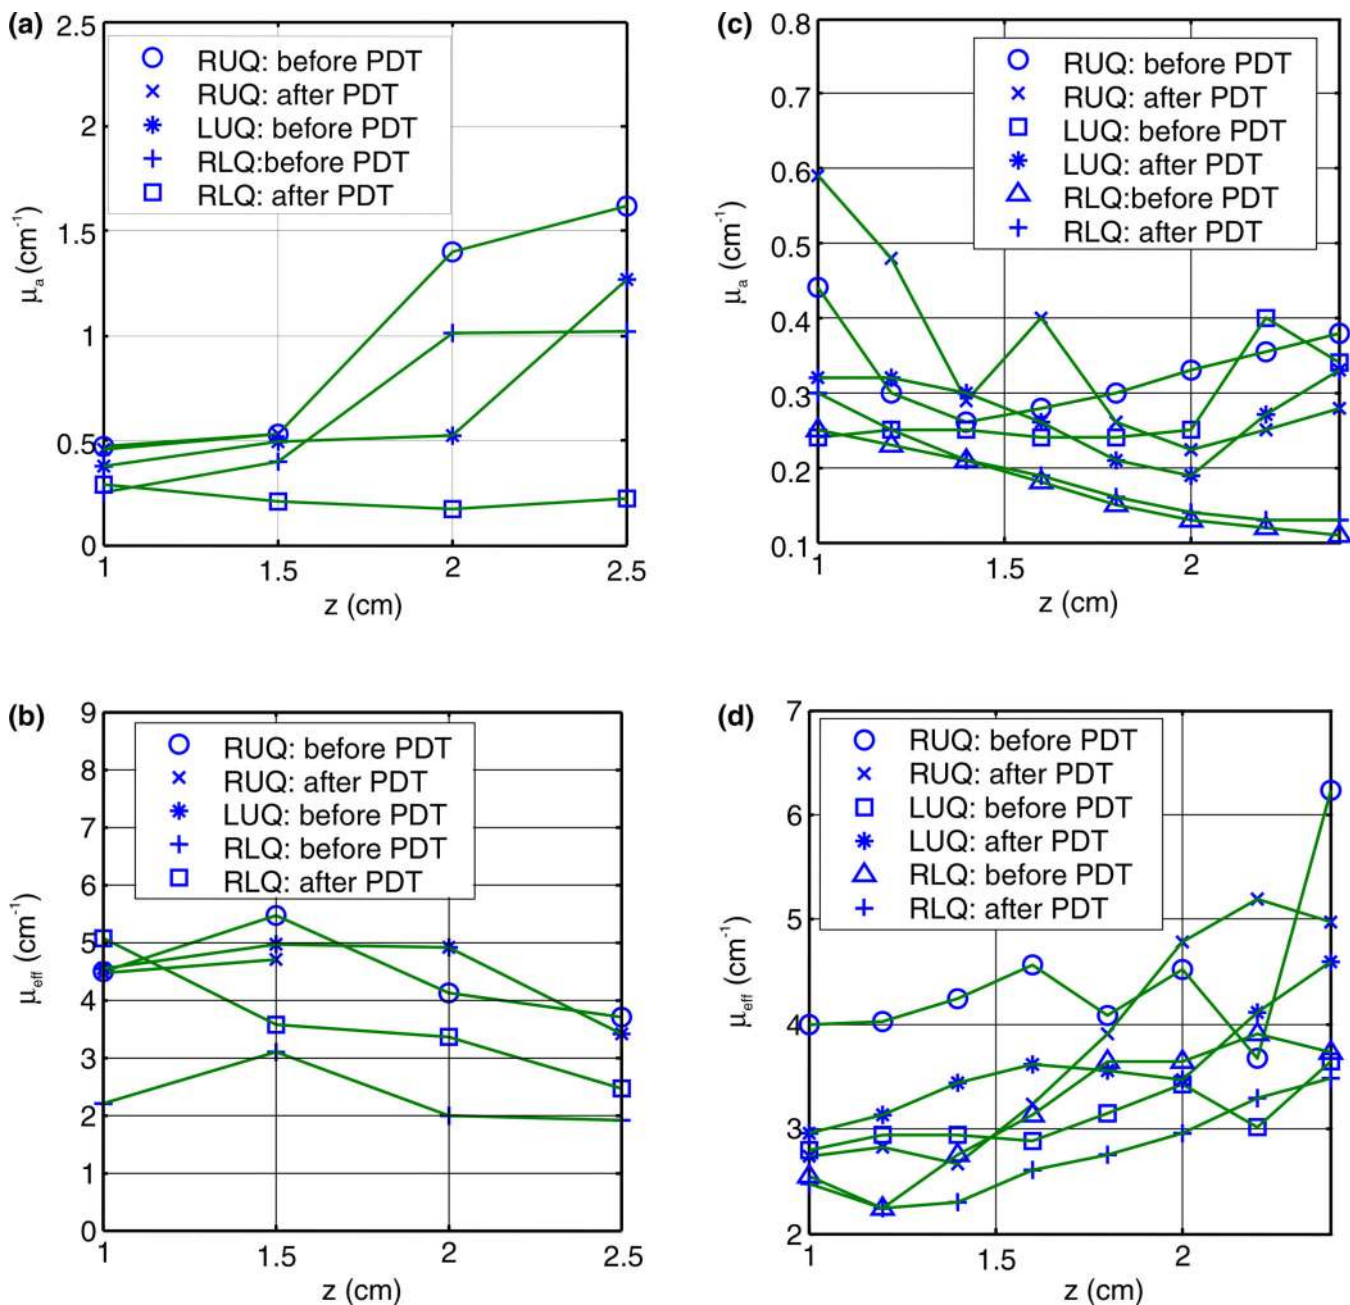 (a)
2.5
2
1.5
1
0.5
0
μa (cm-1)
RUQ: before PDT
RUQ: after PDT
LUQ: before PDT
RLQ:before PDT
RLQ: after PDT
1 1.5 2 2.5
z (cm)
(c)
0.8
0.7
0.6
0.5
0.4
0.3
0.2
0.1
μa (cm-1)
RUQ: before PDT
RUQ: after PDT
LUQ: before PDT
LUQ: after PDT
RLQ:before PDT
RLQ: after PDT
1 1.5 2
z (cm)
(b)
9
8
7
6
5
4
3
2
1
0
μeff (cm-1)
RUQ: before PDT
RUQ: after PDT
LUQ: before PDT
RLQ: before PDT
RLQ: after PDT
1 1.5 2 2.5
z (cm)
(d)
7
6
5
4
3
2
μeff (cm-1)
RUQ: before PDT
RUQ: after PDT
LUQ: before PDT
LUQ: after PDT
RLQ: before PDT
RLQ: after PDT
1 1.5 2
z (cm)